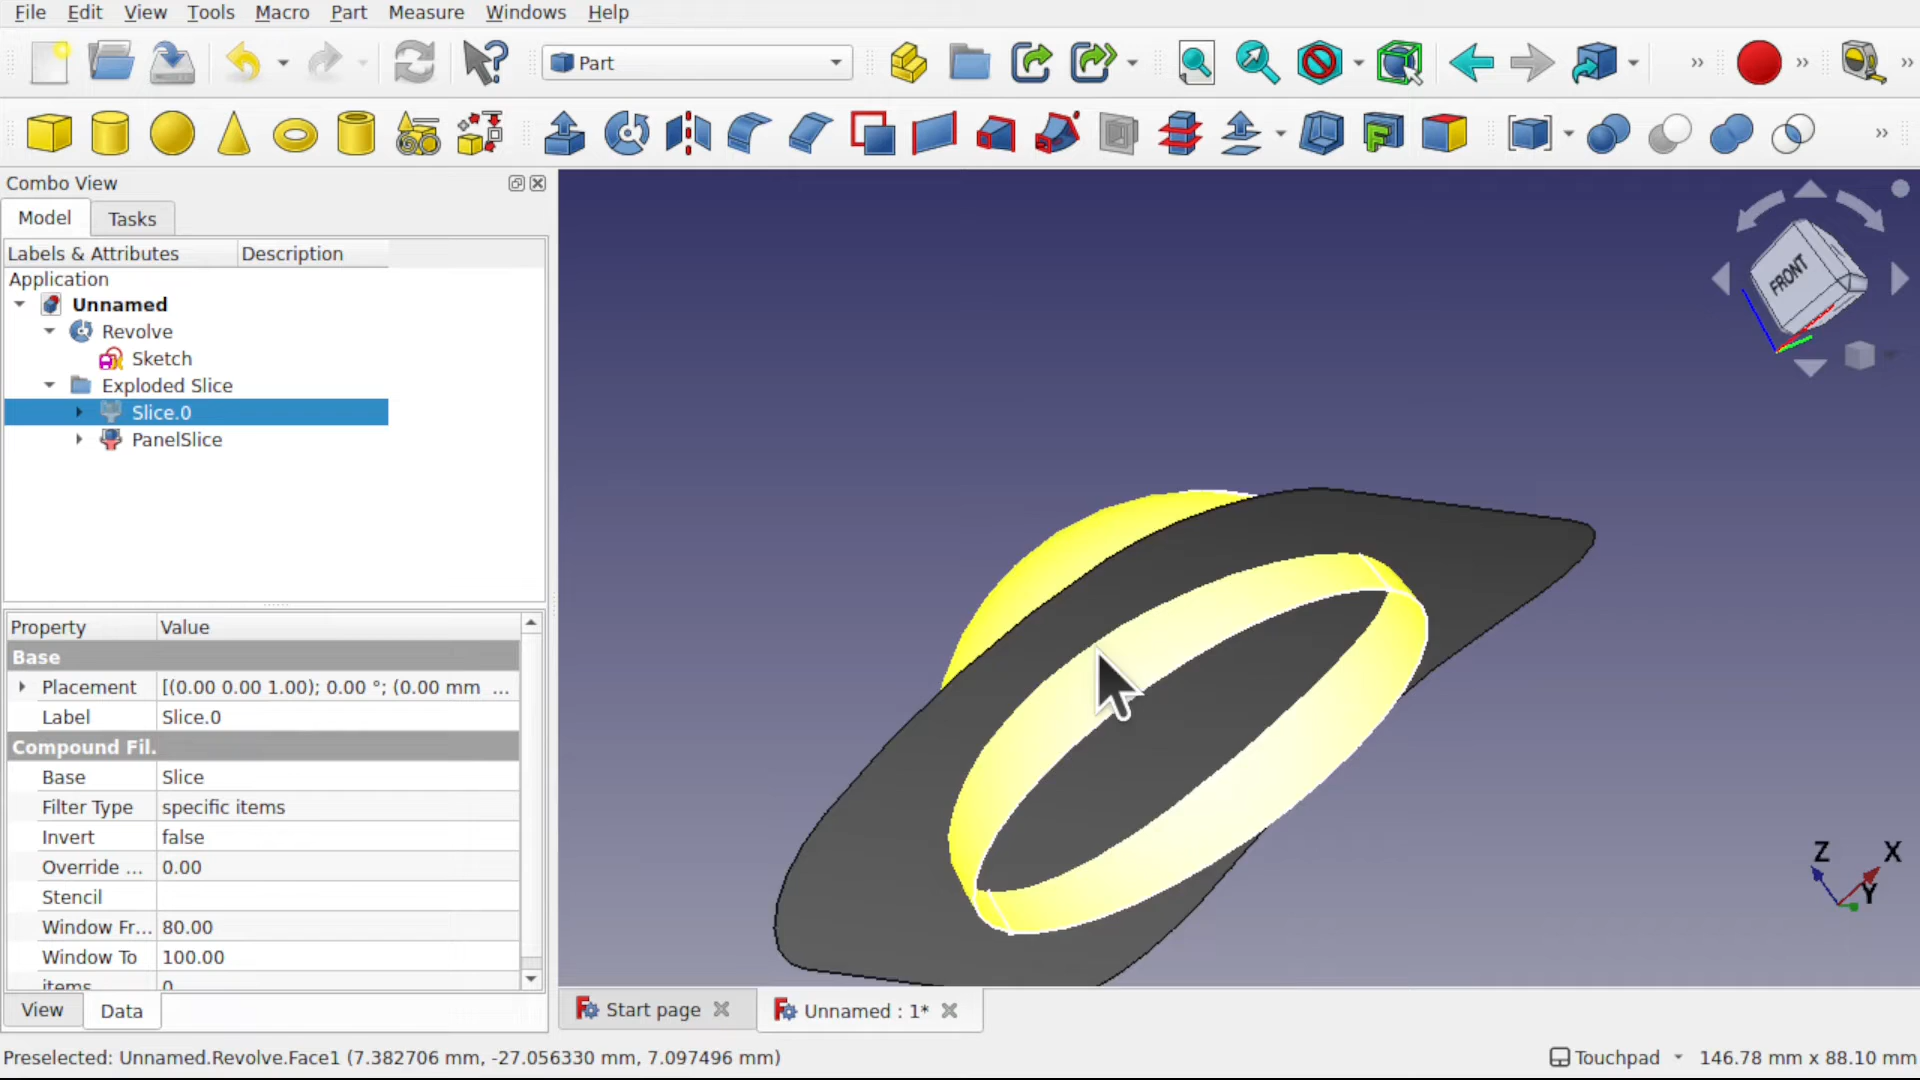 File Edit View Tools Macro Part Measure Windows Help
Part
Combo View
Model Tasks
Labels & Attributes Description
Application
Unnamed
Revolve
Sketch
Exploded Slice
Slice.0
PanelSlice
FRONT
Property Value
Base
Placement [(0.00 0.00 1.00); 0.00 °; (0.00 mm ...
Label Slice.0
Compound Fil.
Base Slice
Filter Type specific items
Invert false
Override ... 0.00
Stencil
Window Fr... 80.00
Window To 100.00
items 0
Z X
Y
View Data
Start page Unnamed : 1*
Preselected: Unnamed.Revolve.Face1 (7.382706 mm, -27.056330 mm, 7.097496 mm)
Touchpad 146.78 mm x 88.10 mm